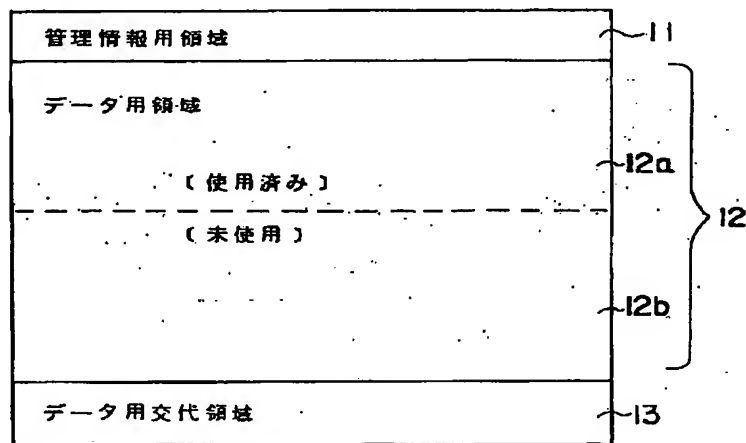 管理情報用領域
11
データ用領域
12a
〔使用済み〕
12
〔未使用〕
12b
データ用交代領域
13